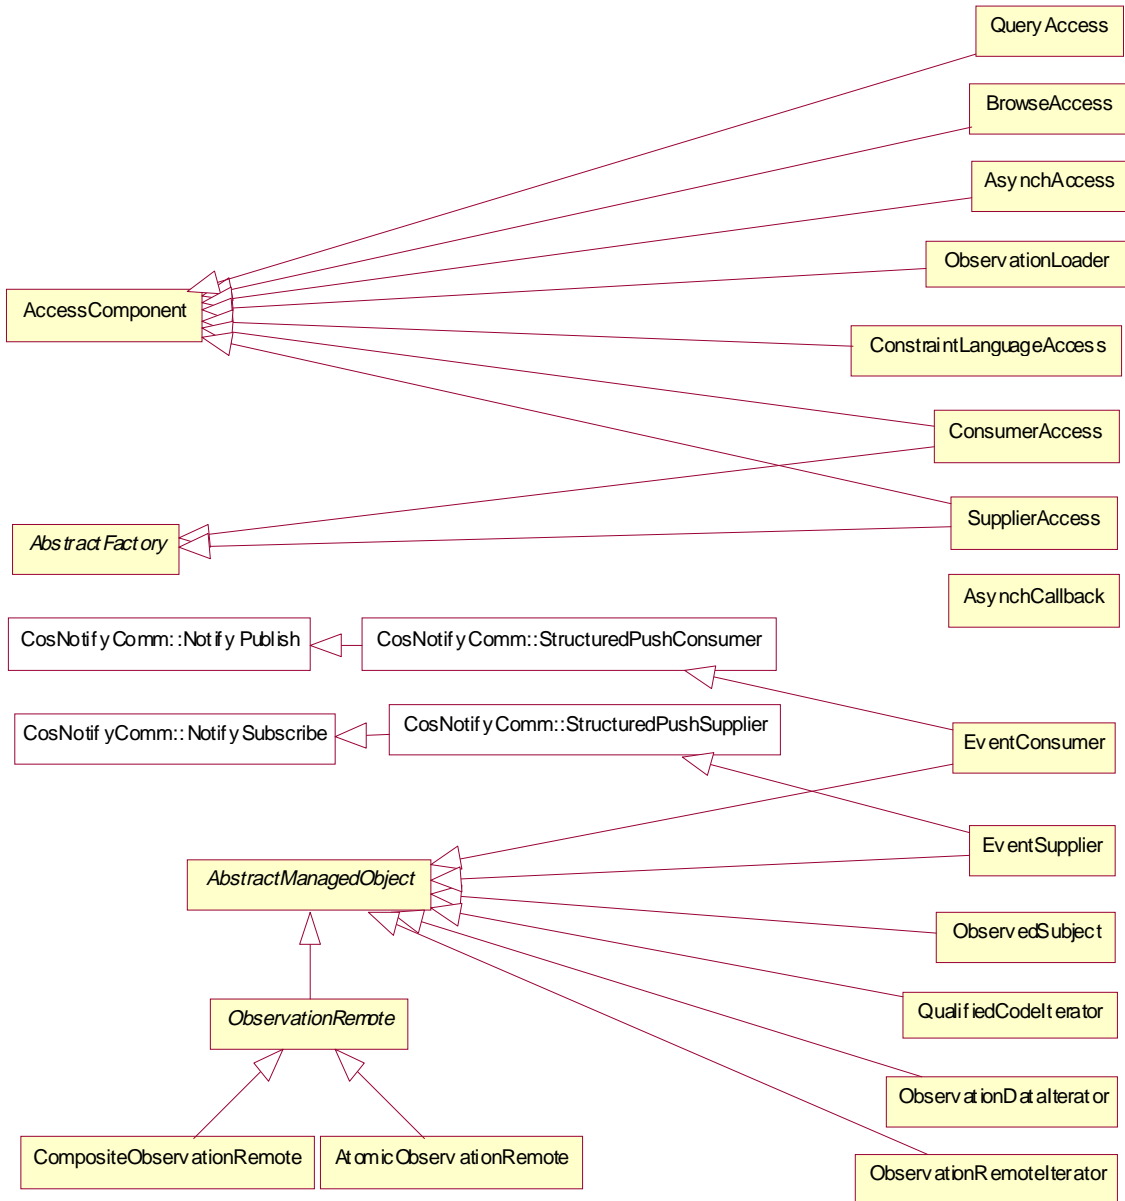 QueryAccess
BrowseAccess
AsynchAccess
ObservationLoader
AccessComponent
ConstraintLanguageAccess
ConsumerAccess
SupplierAccess
AbstractFactory
AsynchCallback
CosNotifyComm::NotifyPublish
CosNotifyComm::StructuredPushConsumer
CosNotifyComm::NotifySubscribe
CosNotifyComm::StructuredPushSupplier
EventConsumer
EventSupplier
AbstractManagedObject
ObservedSubject
QualifiedCodeIterator
ObservationRemote
ObservationDataIterator
CompositeObservationRemote
AtomicObservationRemote
ObservationRemoteIterator